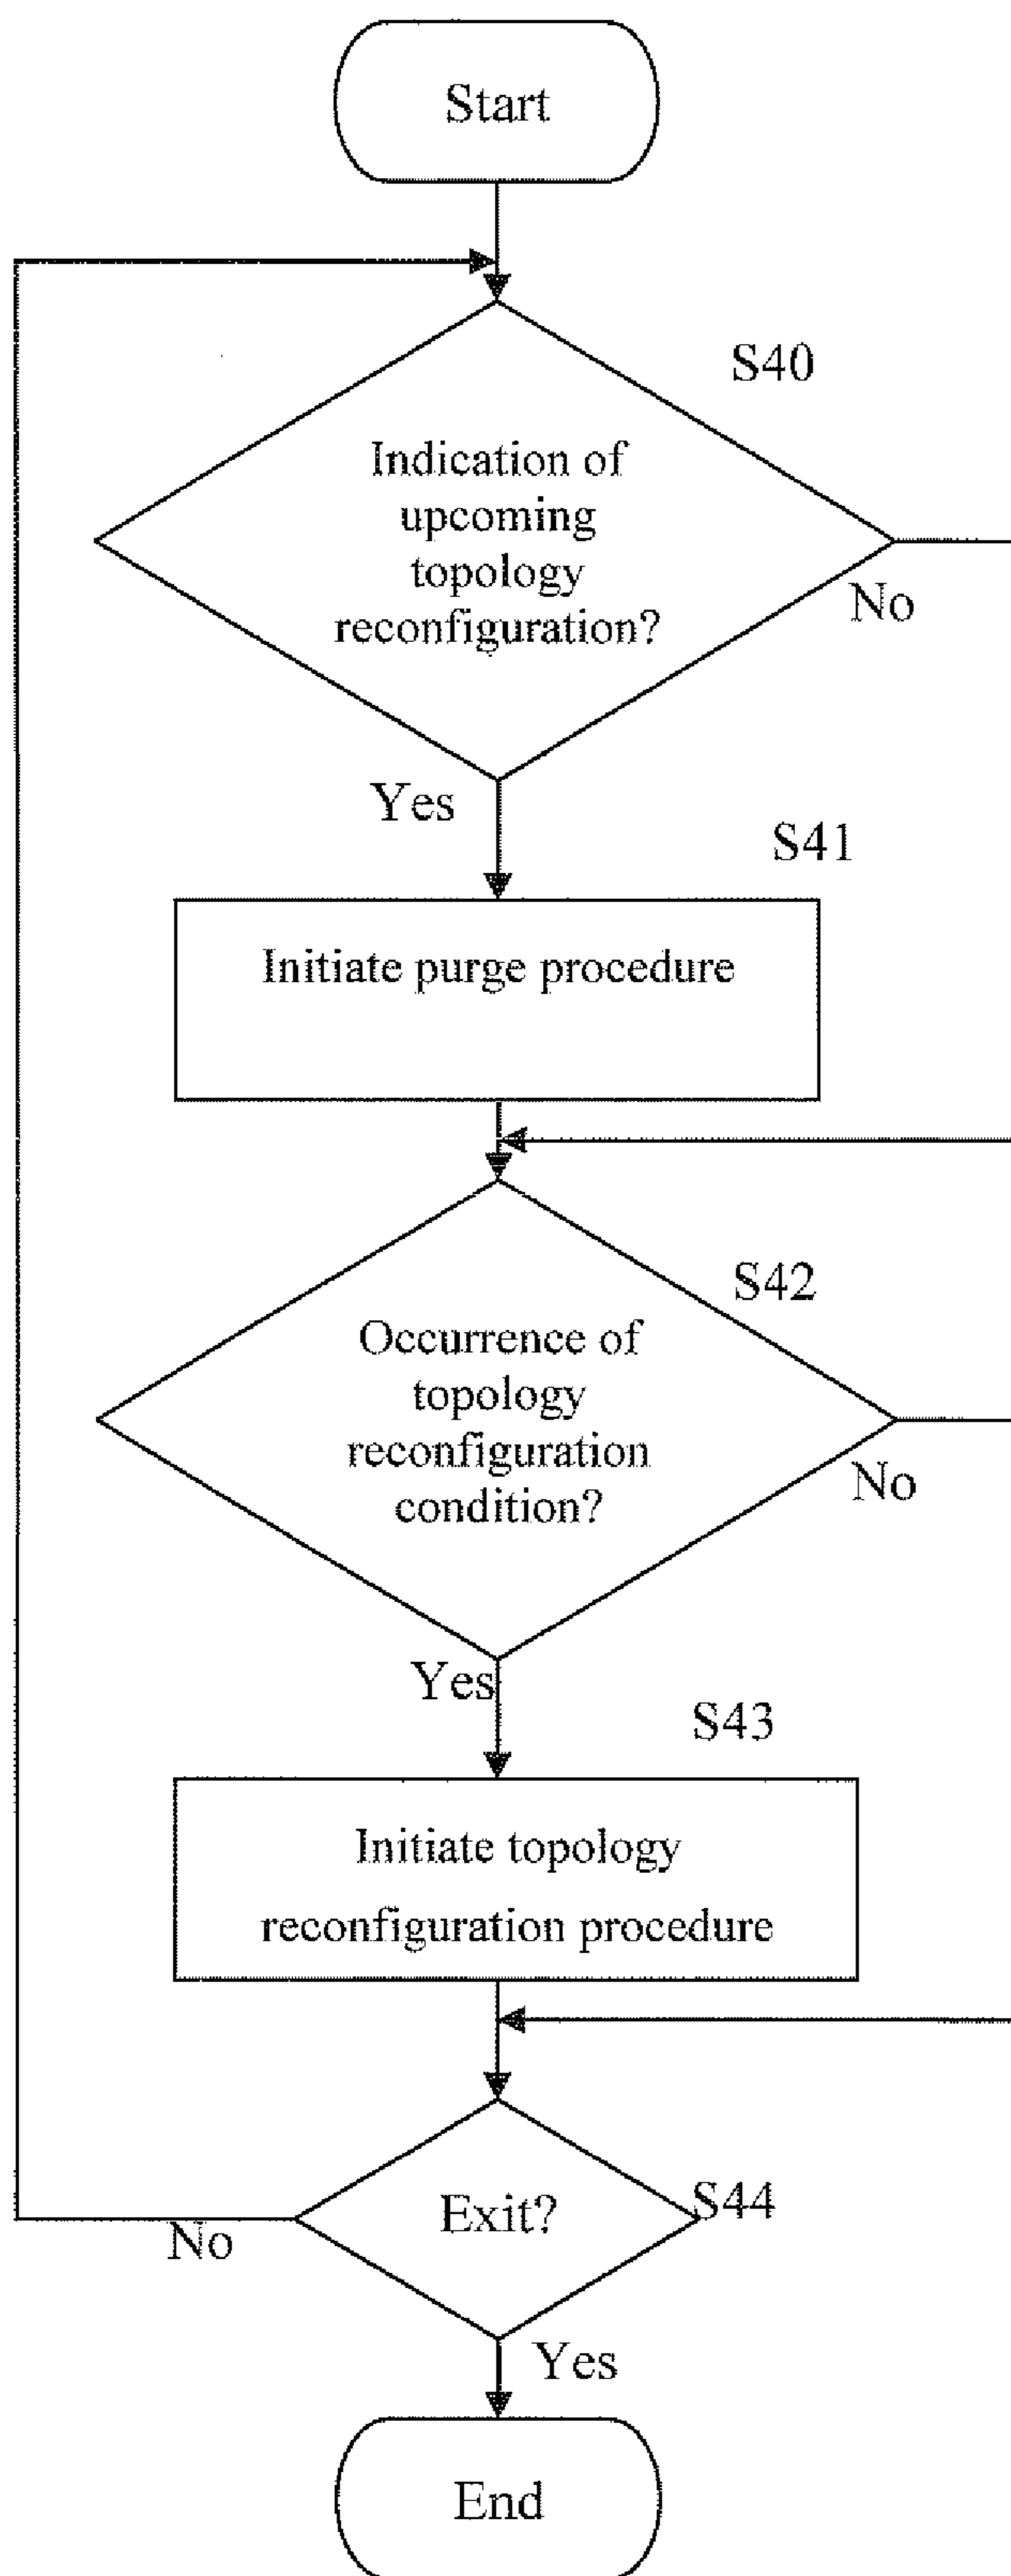 Start
S40
Indication of
upcoming
topology
reconfiguration?
No
Yes
S41
Initiate purge procedure
S42
Occurrence of
topology
reconfiguration
condition?
No
Yes
S43
Initiate topology
reconfiguration procedure
Exit?
S44
No
Yes
End